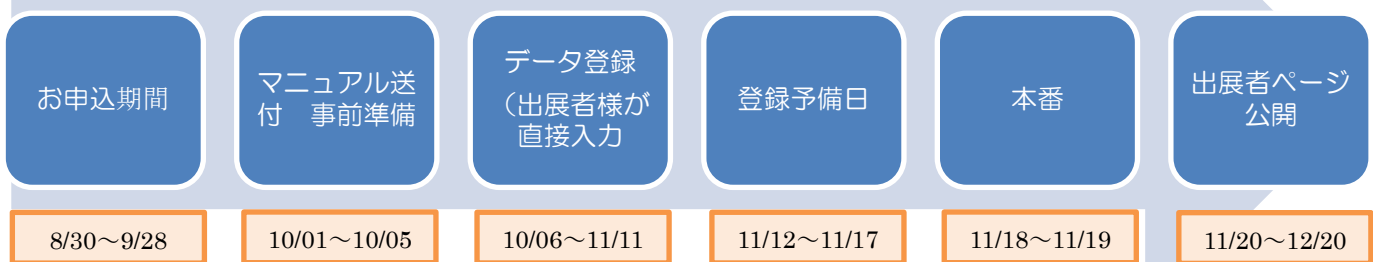 お申込期間
マニュアル送
付　事前準備
データ登録
（出展者様が
直接入力
登録予備日
本番
出展者ページ
公開
8/30～9/28
10/01～10/05
10/06～11/11
11/12～11/17
11/18～11/19
11/20～12/20